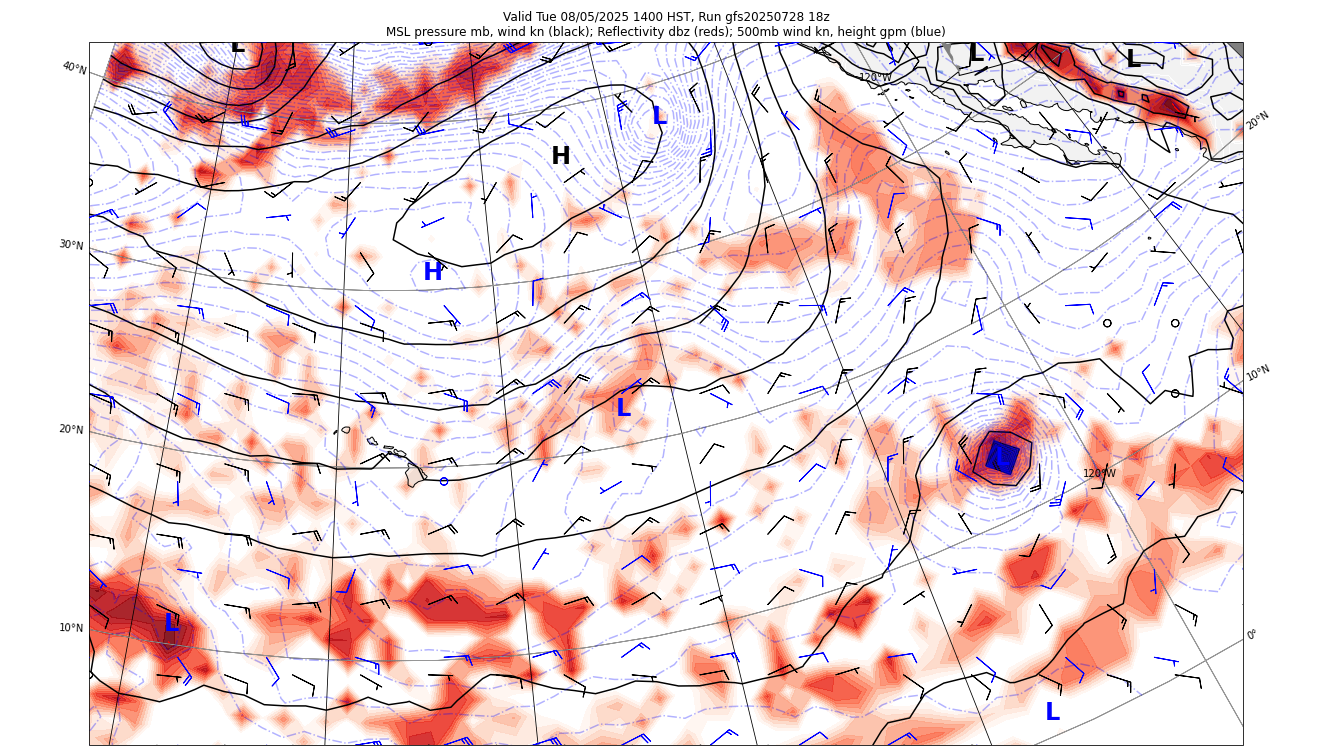 Valid Tue 08/05/2025 1400 HST, Run gfs20250728 18z
MSL pressure mb, wind kn (black); Reflectivity dbz (reds); 500mb wind kn, height gpm (blue)
L
L
L
40°N
120°W
L
20°N
H
30°N
H
10°N
L
20°N
L
120°W
10°N
L
0°
L